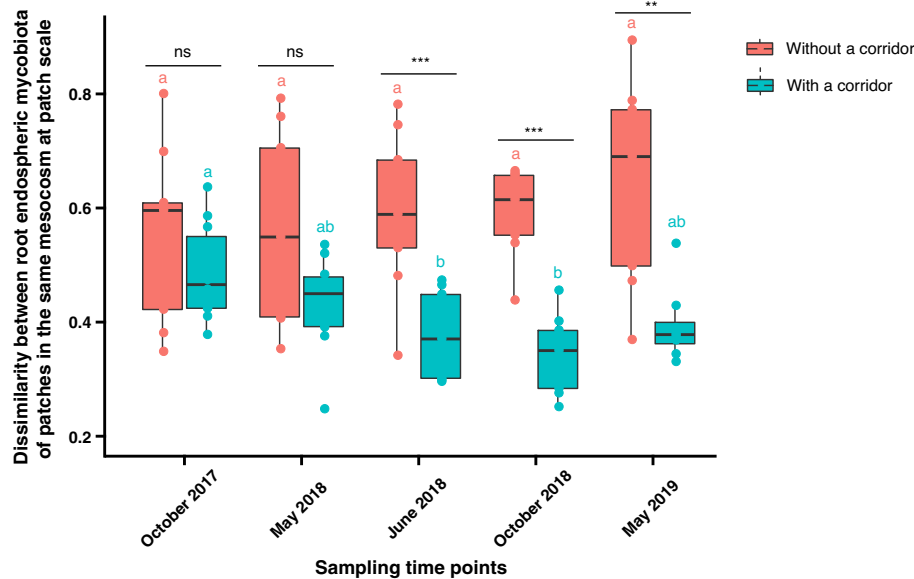 Dissimilarity between root endospheric mycobiota
of patches in the same mesocosm at patch scale
0.8
0.6
0.4
0.2
ns
a
a
ns
a
ab
***
a
b
***
a
b
**
a
ab
Without a corridor
With a corridor
October 2017
May 2018
June 2018
October 2018
May 2019
Sampling time points